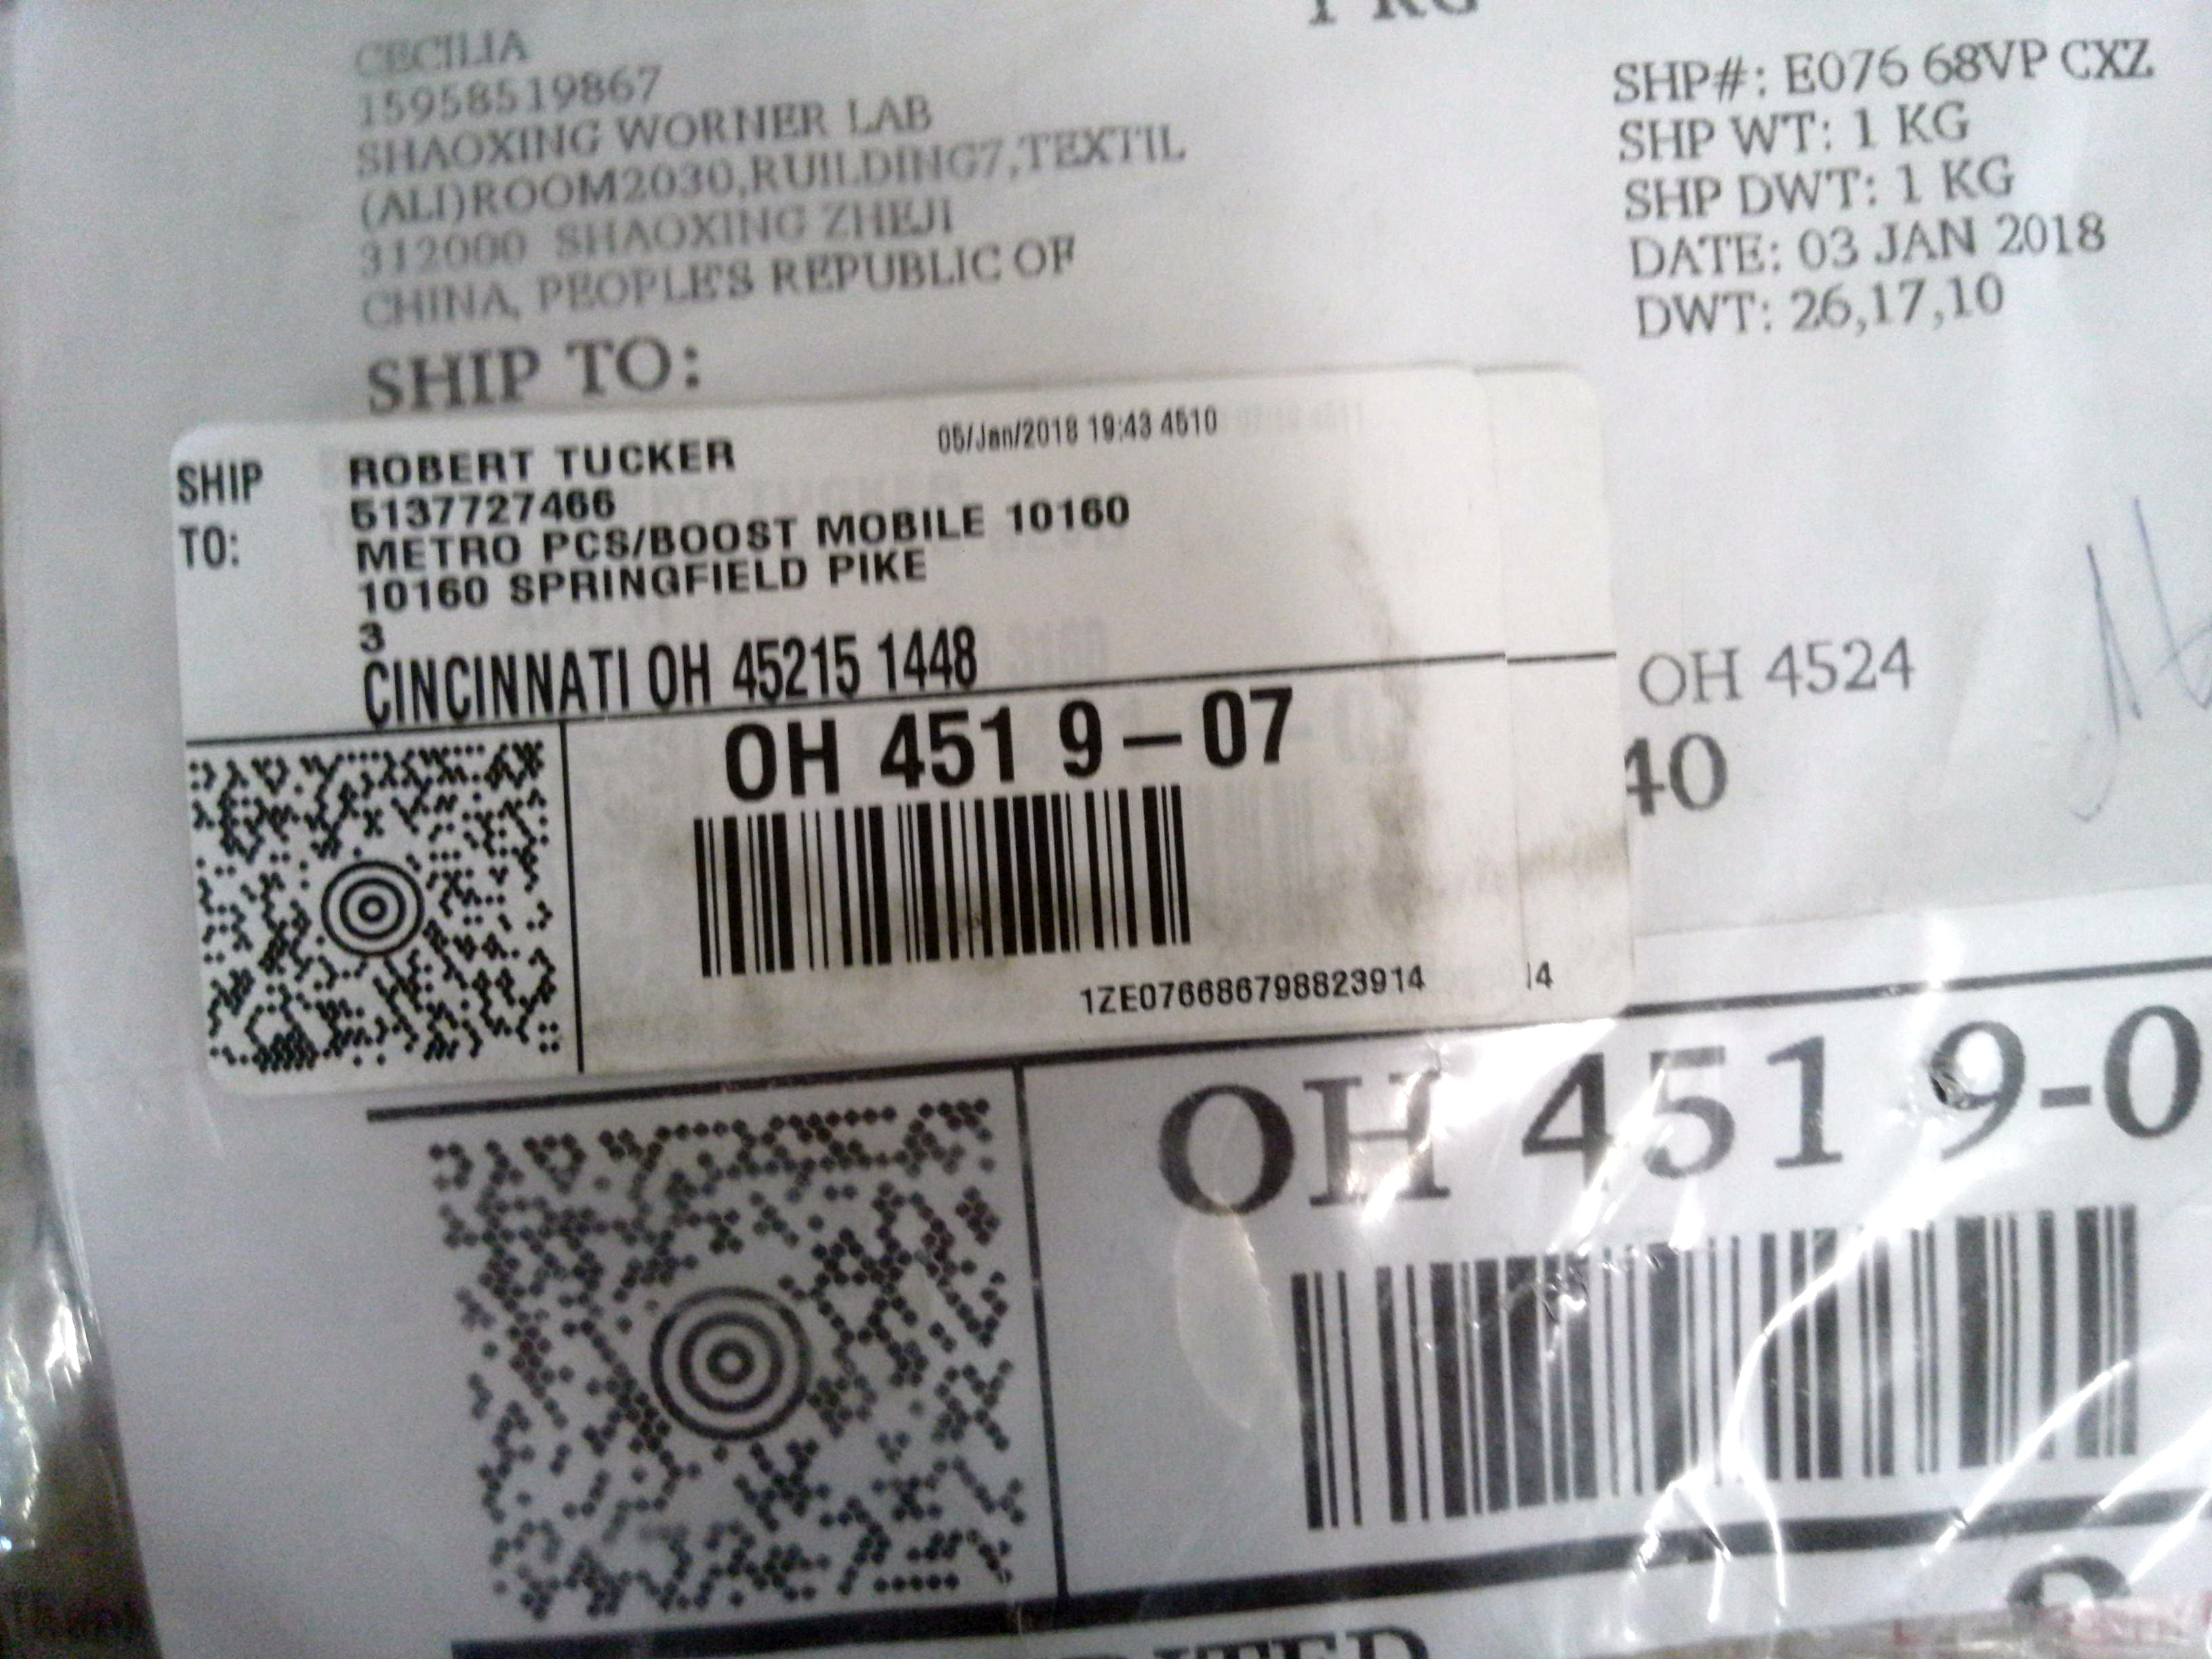 CECILIA
15958519867
SHAOXING WORNER LAB
(ALI)ROOM2030,RUILDING7,TEXTIL
312000 SHAOXING ZHEJI
CHINA, PEOPLE'S REPUBLIC OF
1 KG
SHP#: E076 68VP CXZ
SHP WT: 1 KG
SHP DWT: 1 KG
DATE: 03 JAN 2018
DWT: 26,17,10
SHIP TO:
05/Jan/2018 19:43 4510
SHIP TO:
ROBERT TUCKER
5137727466
METRO PCS/BOOST MOBILE 10160
10160 SPRINGFIELD PIKE
3
CINCINNATI OH 45215 1448
OH 451 9-07
1ZE076686798823914
14
OH 4524
40
OH 451 9-0